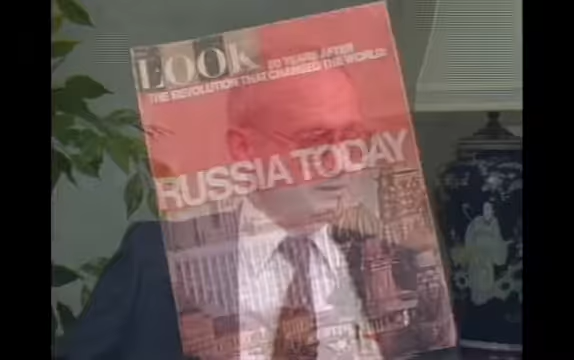 LOOK
50 YEARS AFTER
THE REVOLUTION THAT CHANGED THE WORLD:
RUSSIA TODAY